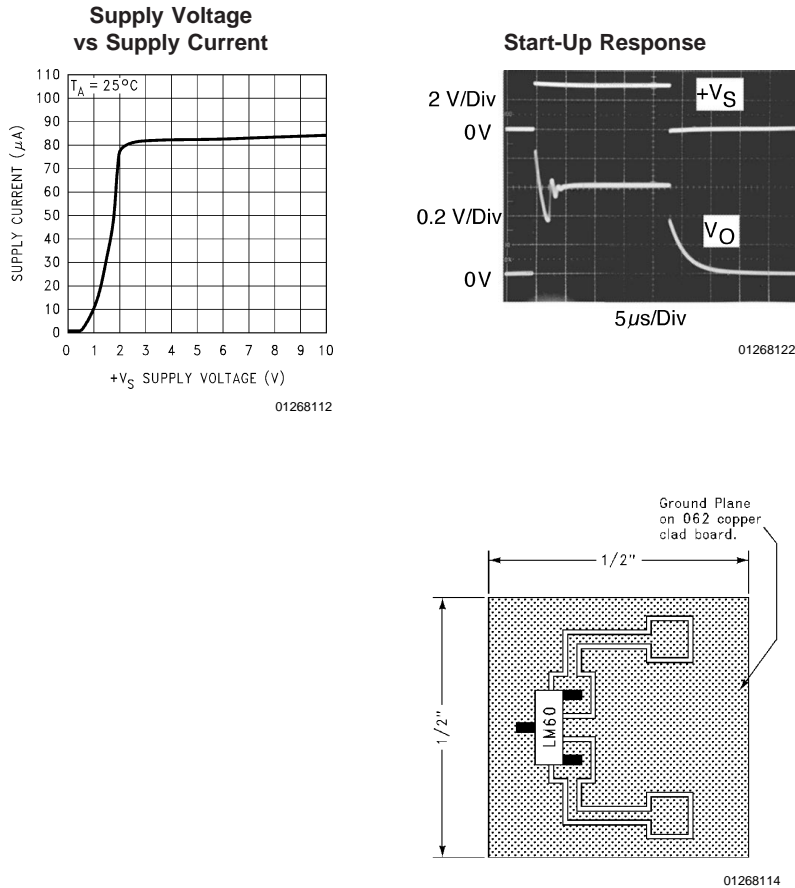 Supply Voltage
vs Supply Current
110
100
90
80
70
60
50
40
30
20
10
0
T_A = 25°C
SUPPLY CURRENT (μA)
0 1 2 3 4 5 6 7 8 9 10
+V_S SUPPLY VOLTAGE (V)
01268112
Start-Up Response
2 V/Div
0V
0.2 V/Div
0V
+V_S
V_O
5μs/Div
01268122
Ground Plane
on 062 copper
clad board.
1/2"
1/2"
LM60
01268114